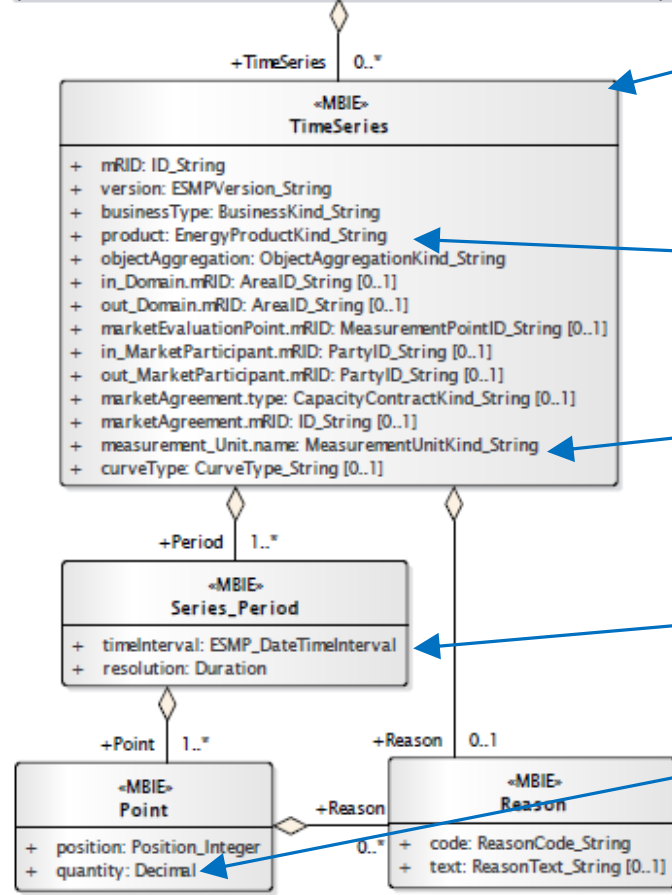 +TimeSeries 0..*
«MBIE»
TimeSeries
+ mRID: ID_String
+ version: ESMPVersion_String
+ businessType: BusinessKind_String
+ product: EnergyProductKind_String
+ objectAggregation: ObjectAggregationKind_String
+ in_Domain.mRID: AreaID_String [0..1]
+ out_Domain.mRID: AreaID_String [0..1]
+ marketEvaluationPoint.mRID: MeasurementPointID_String [0..1]
+ in_MarketParticipant.mRID: PartyID_String [0..1]
+ out_MarketParticipant.mRID: PartyID_String [0..1]
+ marketAgreement.type: CapacityContractKind_String [0..1]
+ marketAgreement.mRID: ID_String [0..1]
+ measurement_Unit.name: MeasurementUnitKind_String
+ curveType: CurveType_String [0..1]
+Period 1..*
«MBIE»
Series_Period
+ timeInterval: ESMP_DateTimeInterval
+ resolution: Duration
+Point 1..*
+Reason 0..1
«MBIE»
Point
+ position: Position_Integer
+ quantity: Decimal
+Reason
0..*
«MBIE»
Reason
+ code: ReasonCode_String
+ text: ReasonText_String [0..1]